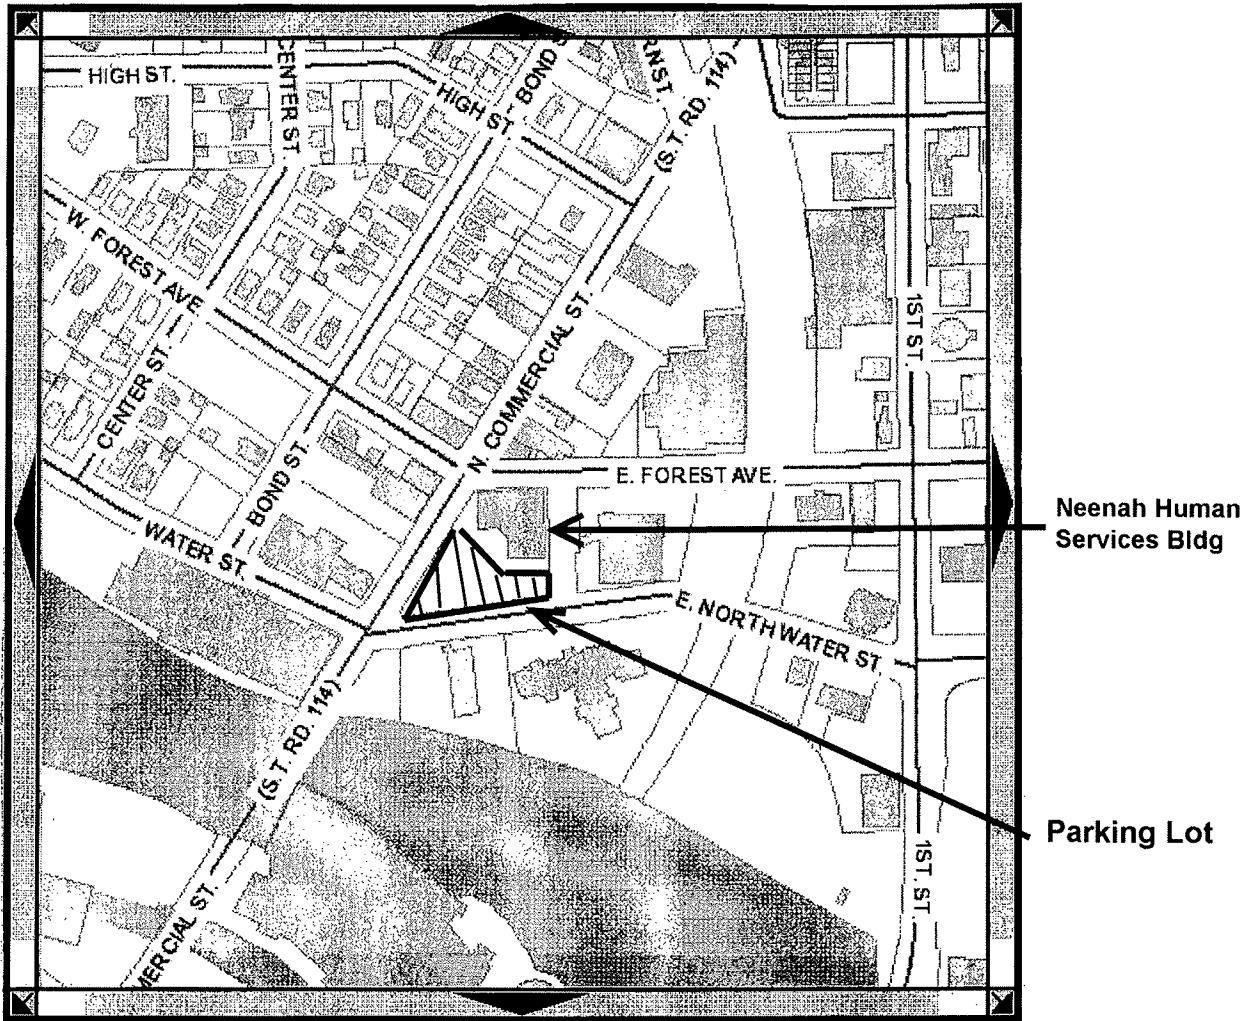 HIGH ST.
CENTER ST.
HIGH ST.
BOND
(S.T. RD. 114)
W. FOREST AVE
N. COMMERCIAL ST.
1ST ST.
CENTER ST.
BOND ST.
E. FOREST AVE.
Neenah Human
Services Bldg
WATER ST.
E. NORTH WATER ST.
(S.T. RD. 114)
Parking Lot
1ST. ST.
MERCIAL ST.